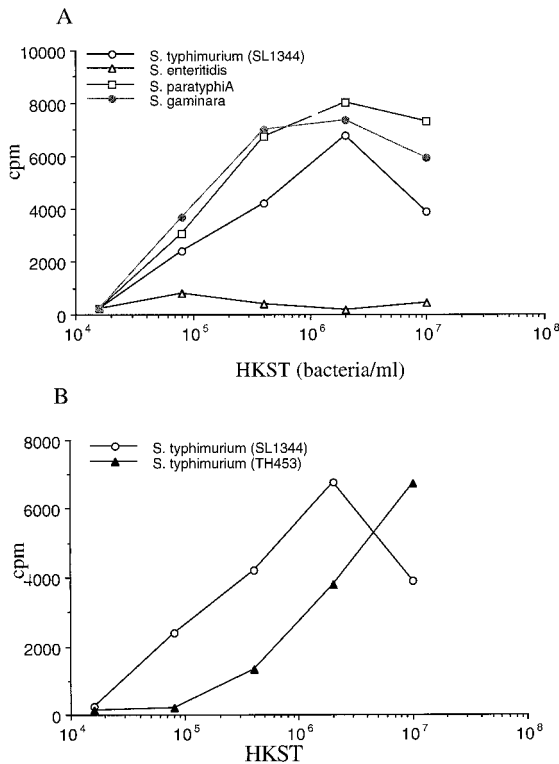 A
10000
8000
6000
4000
2000
0
cpm
S. typhimurium (SL1344)
S. enteritidis
S. paratyphiA
S. gaminara
10^4 10^5 10^6 10^7 10^8
HKST (bacteria/ml)
B
8000
6000
4000
2000
0
cpm
S. typhimurium (SL1344)
S. typhimurium (TH453)
10^4 10^5 10^6 10^7 10^8
HKST